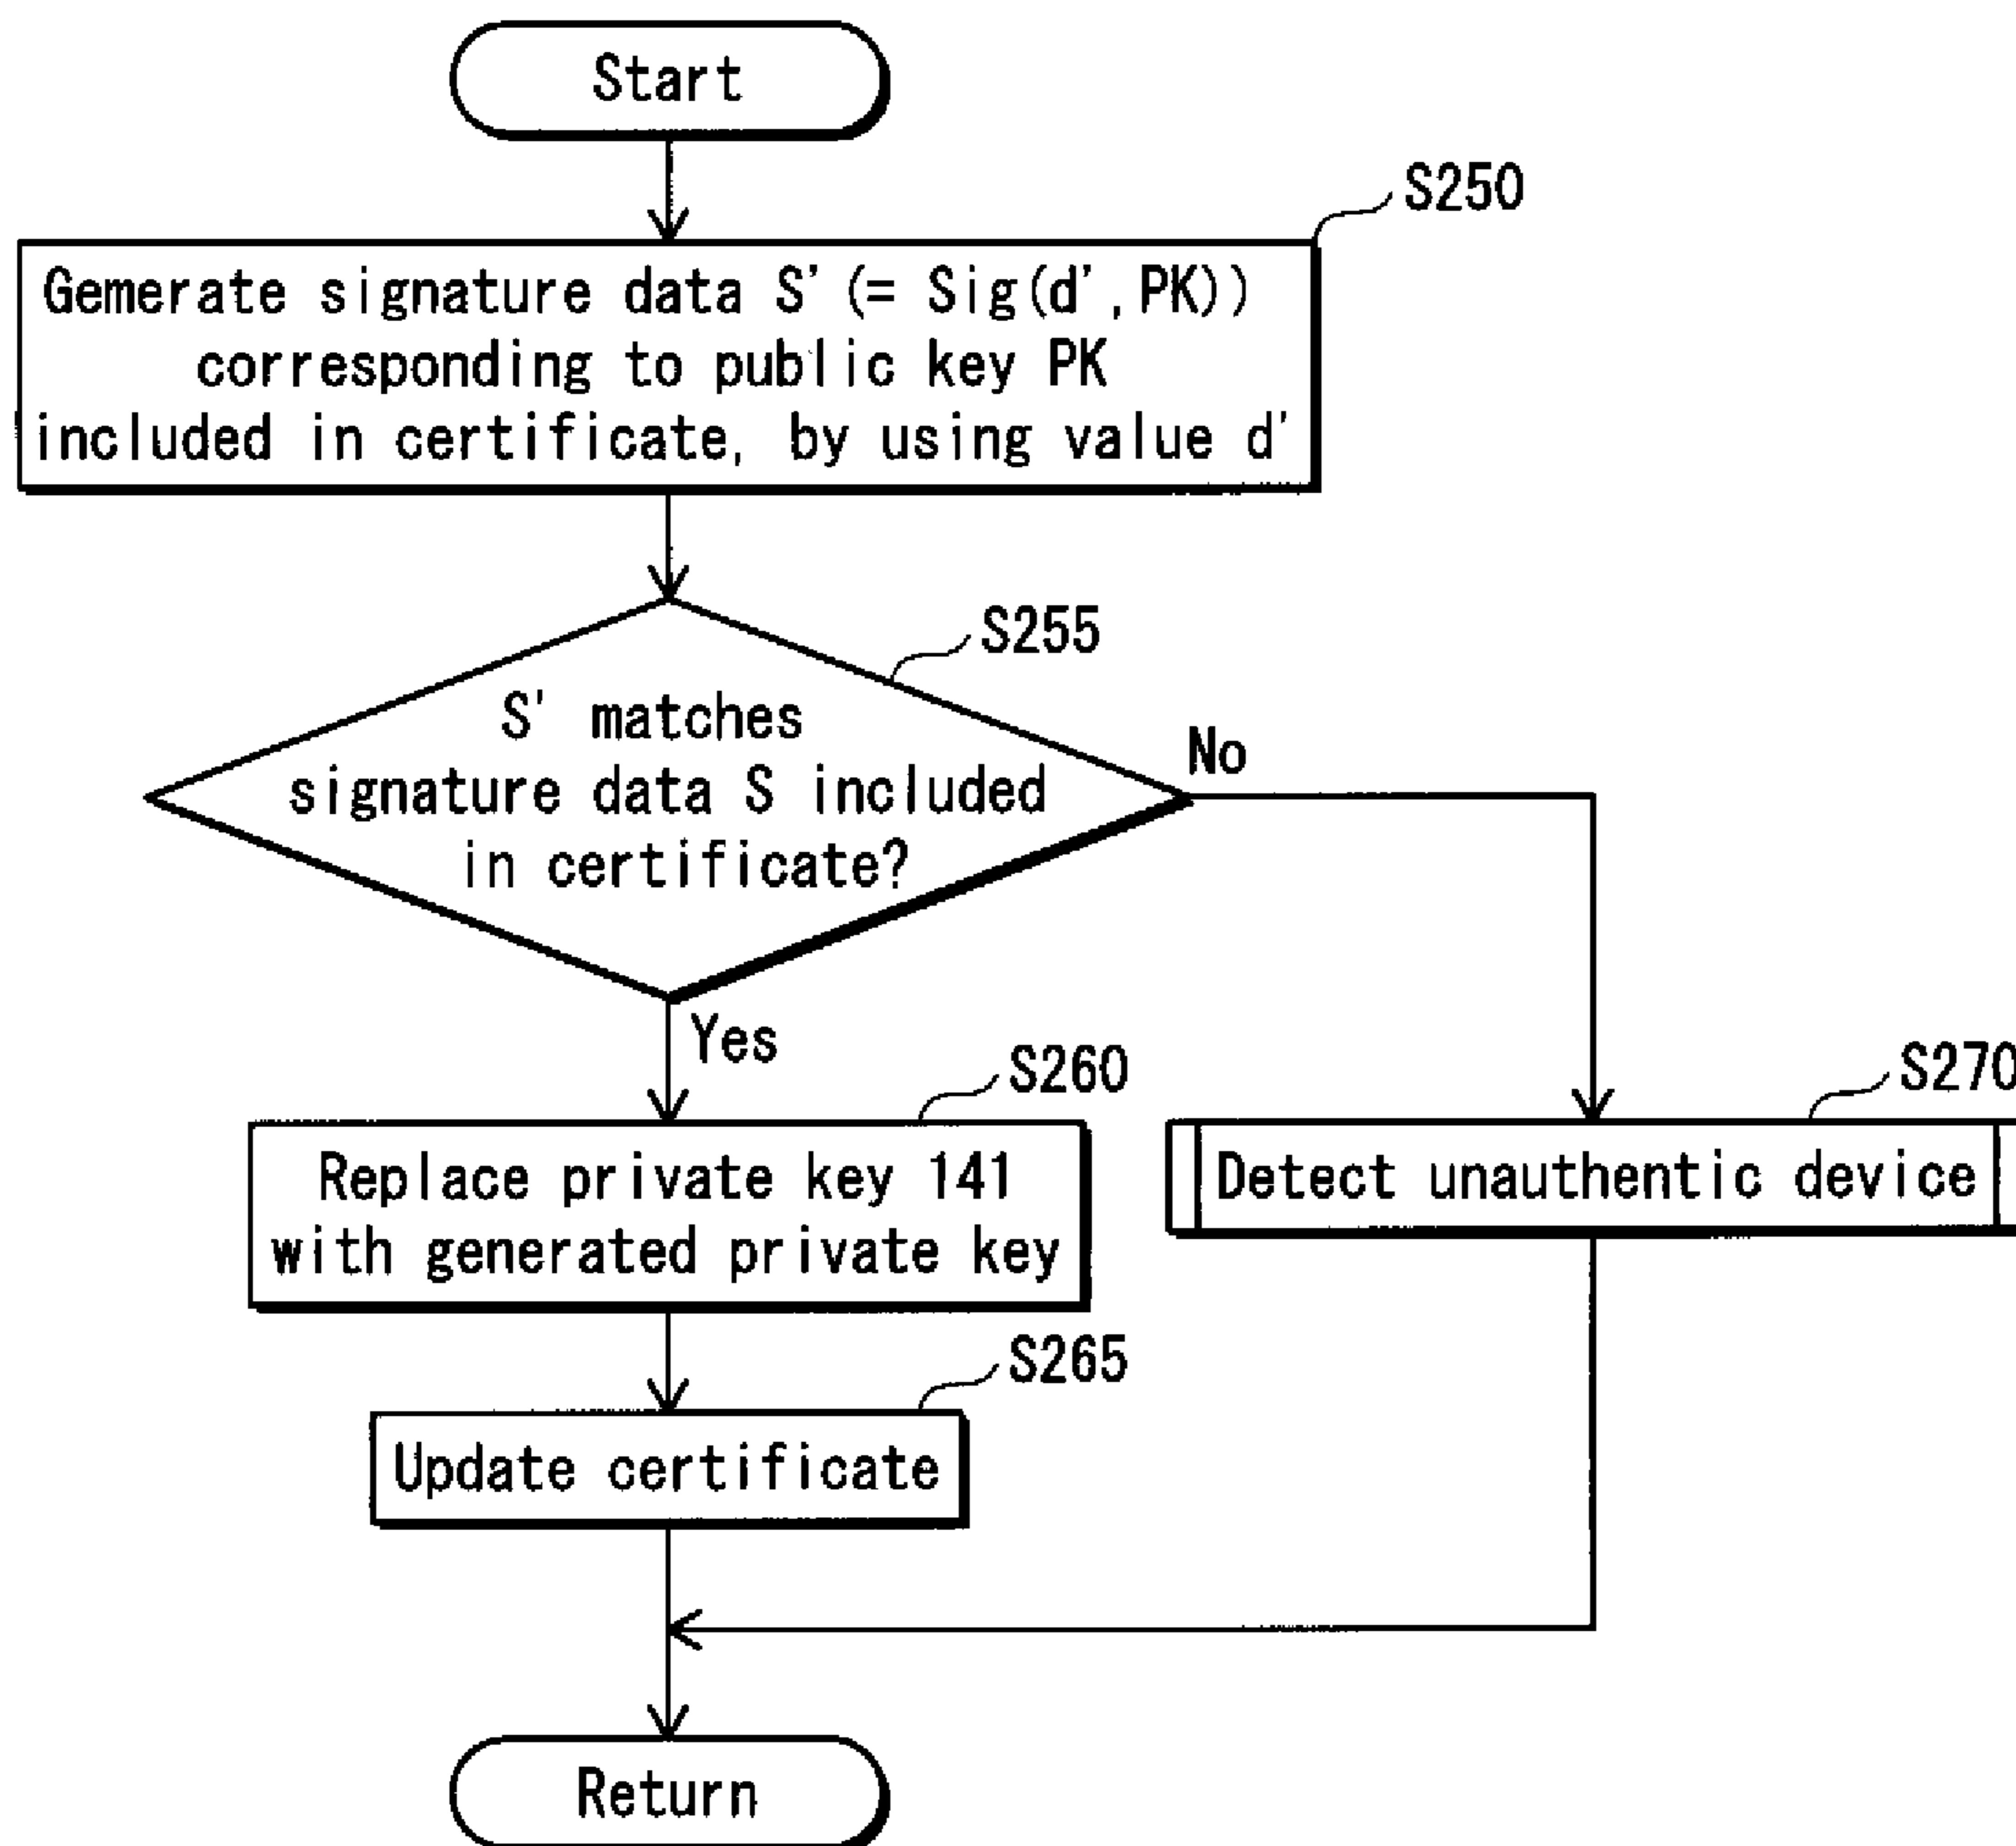 Start
S250
Gemerate signature data S' (= Sig(d', PK))
corresponding to public key PK
included in certificate, by using value d'
S255
S' matches
signature data S included
in certificate?
No
Yes
S260
Replace private key 141
with generated private key
S270
Detect unauthentic device
S265
Update certificate
Return